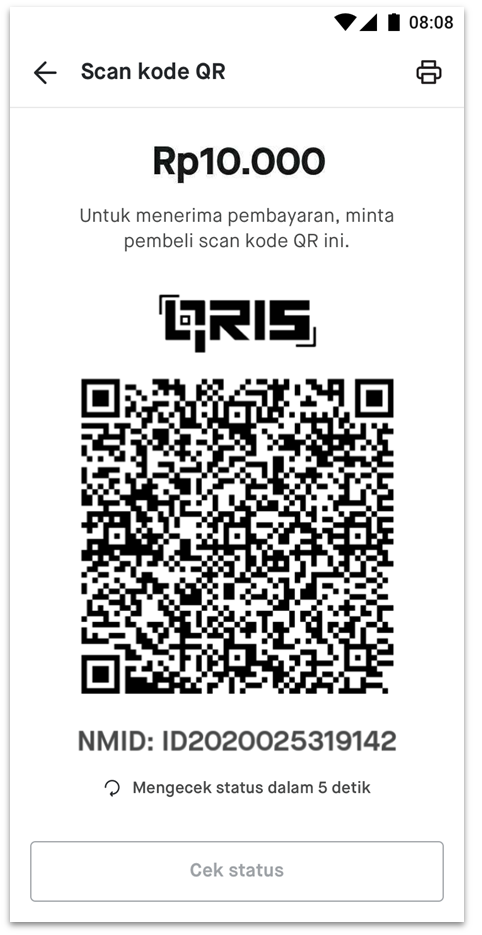 08:08
Scan kode QR
Rp10.000
Untuk menerima pembayaran, minta
pembeli scan kode QR ini.
QRIS
NMID: ID2020025319142
Mengecek status dalam 5 detik
Cek status